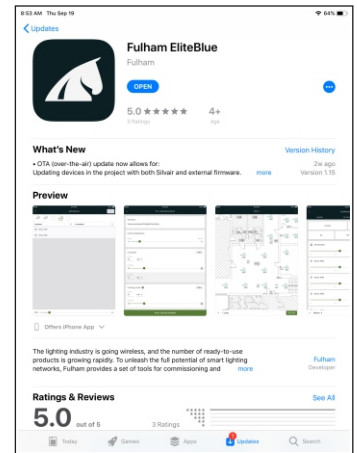 8:53 AM Thu Sep 19
64%
Updates
Fulham EliteBlue
Fulham
OPEN
5.0 ★★★★★
3 Ratings
4+
Age
What's New
Version History
• OTA (over-the-air) update now allows for:
2w ago
Updating devices in the project with both Silvair and external firmware.
more
Version 1.15
Preview
Offers iPhone App
The lighting industry is going wireless, and the number of ready-to-use
products is growing rapidly. To unleash the full potential of smart lighting
networks, Fulham provides a set of tools for commissioning and
more
Fulham
Developer
Ratings & Reviews
See All
5.0 out of 5
3 Ratings
Today
Games
Apps
Updates
Search